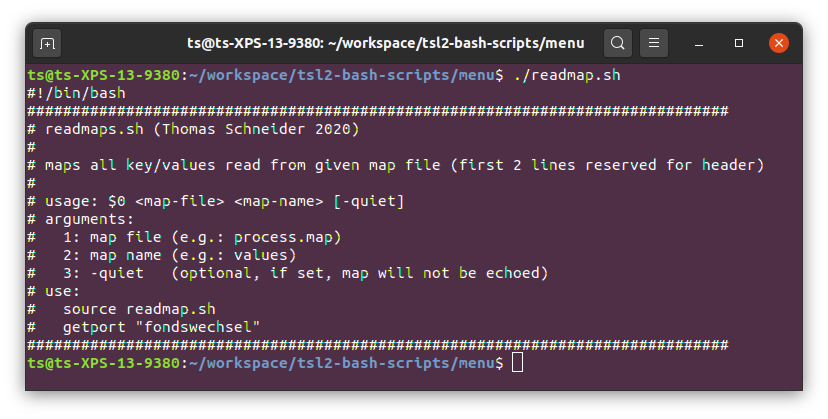 ts@ts-XPS-13-9380: ~/workspace/tsl2-bash-scripts/menu
ts@ts-XPS-13-9380:~/workspace/tsl2-bash-scripts/menu$ ./readmap.sh
#!/bin/bash
##############################################################################
# readmaps.sh (Thomas Schneider 2020)
#
# maps all key/values read from given map file (first 2 lines reserved for header)
#
# usage: $0 <map-file> <map-name> [-quiet]
# arguments:
#   1: map file (e.g.: process.map)
#   2: map name (e.g.: values)
#   3: -quiet   (optional, if set, map will not be echoed)
# use:
#   source readmap.sh
#   getport "fondswechsel"
##############################################################################
ts@ts-XPS-13-9380:~/workspace/tsl2-bash-scripts/menu$